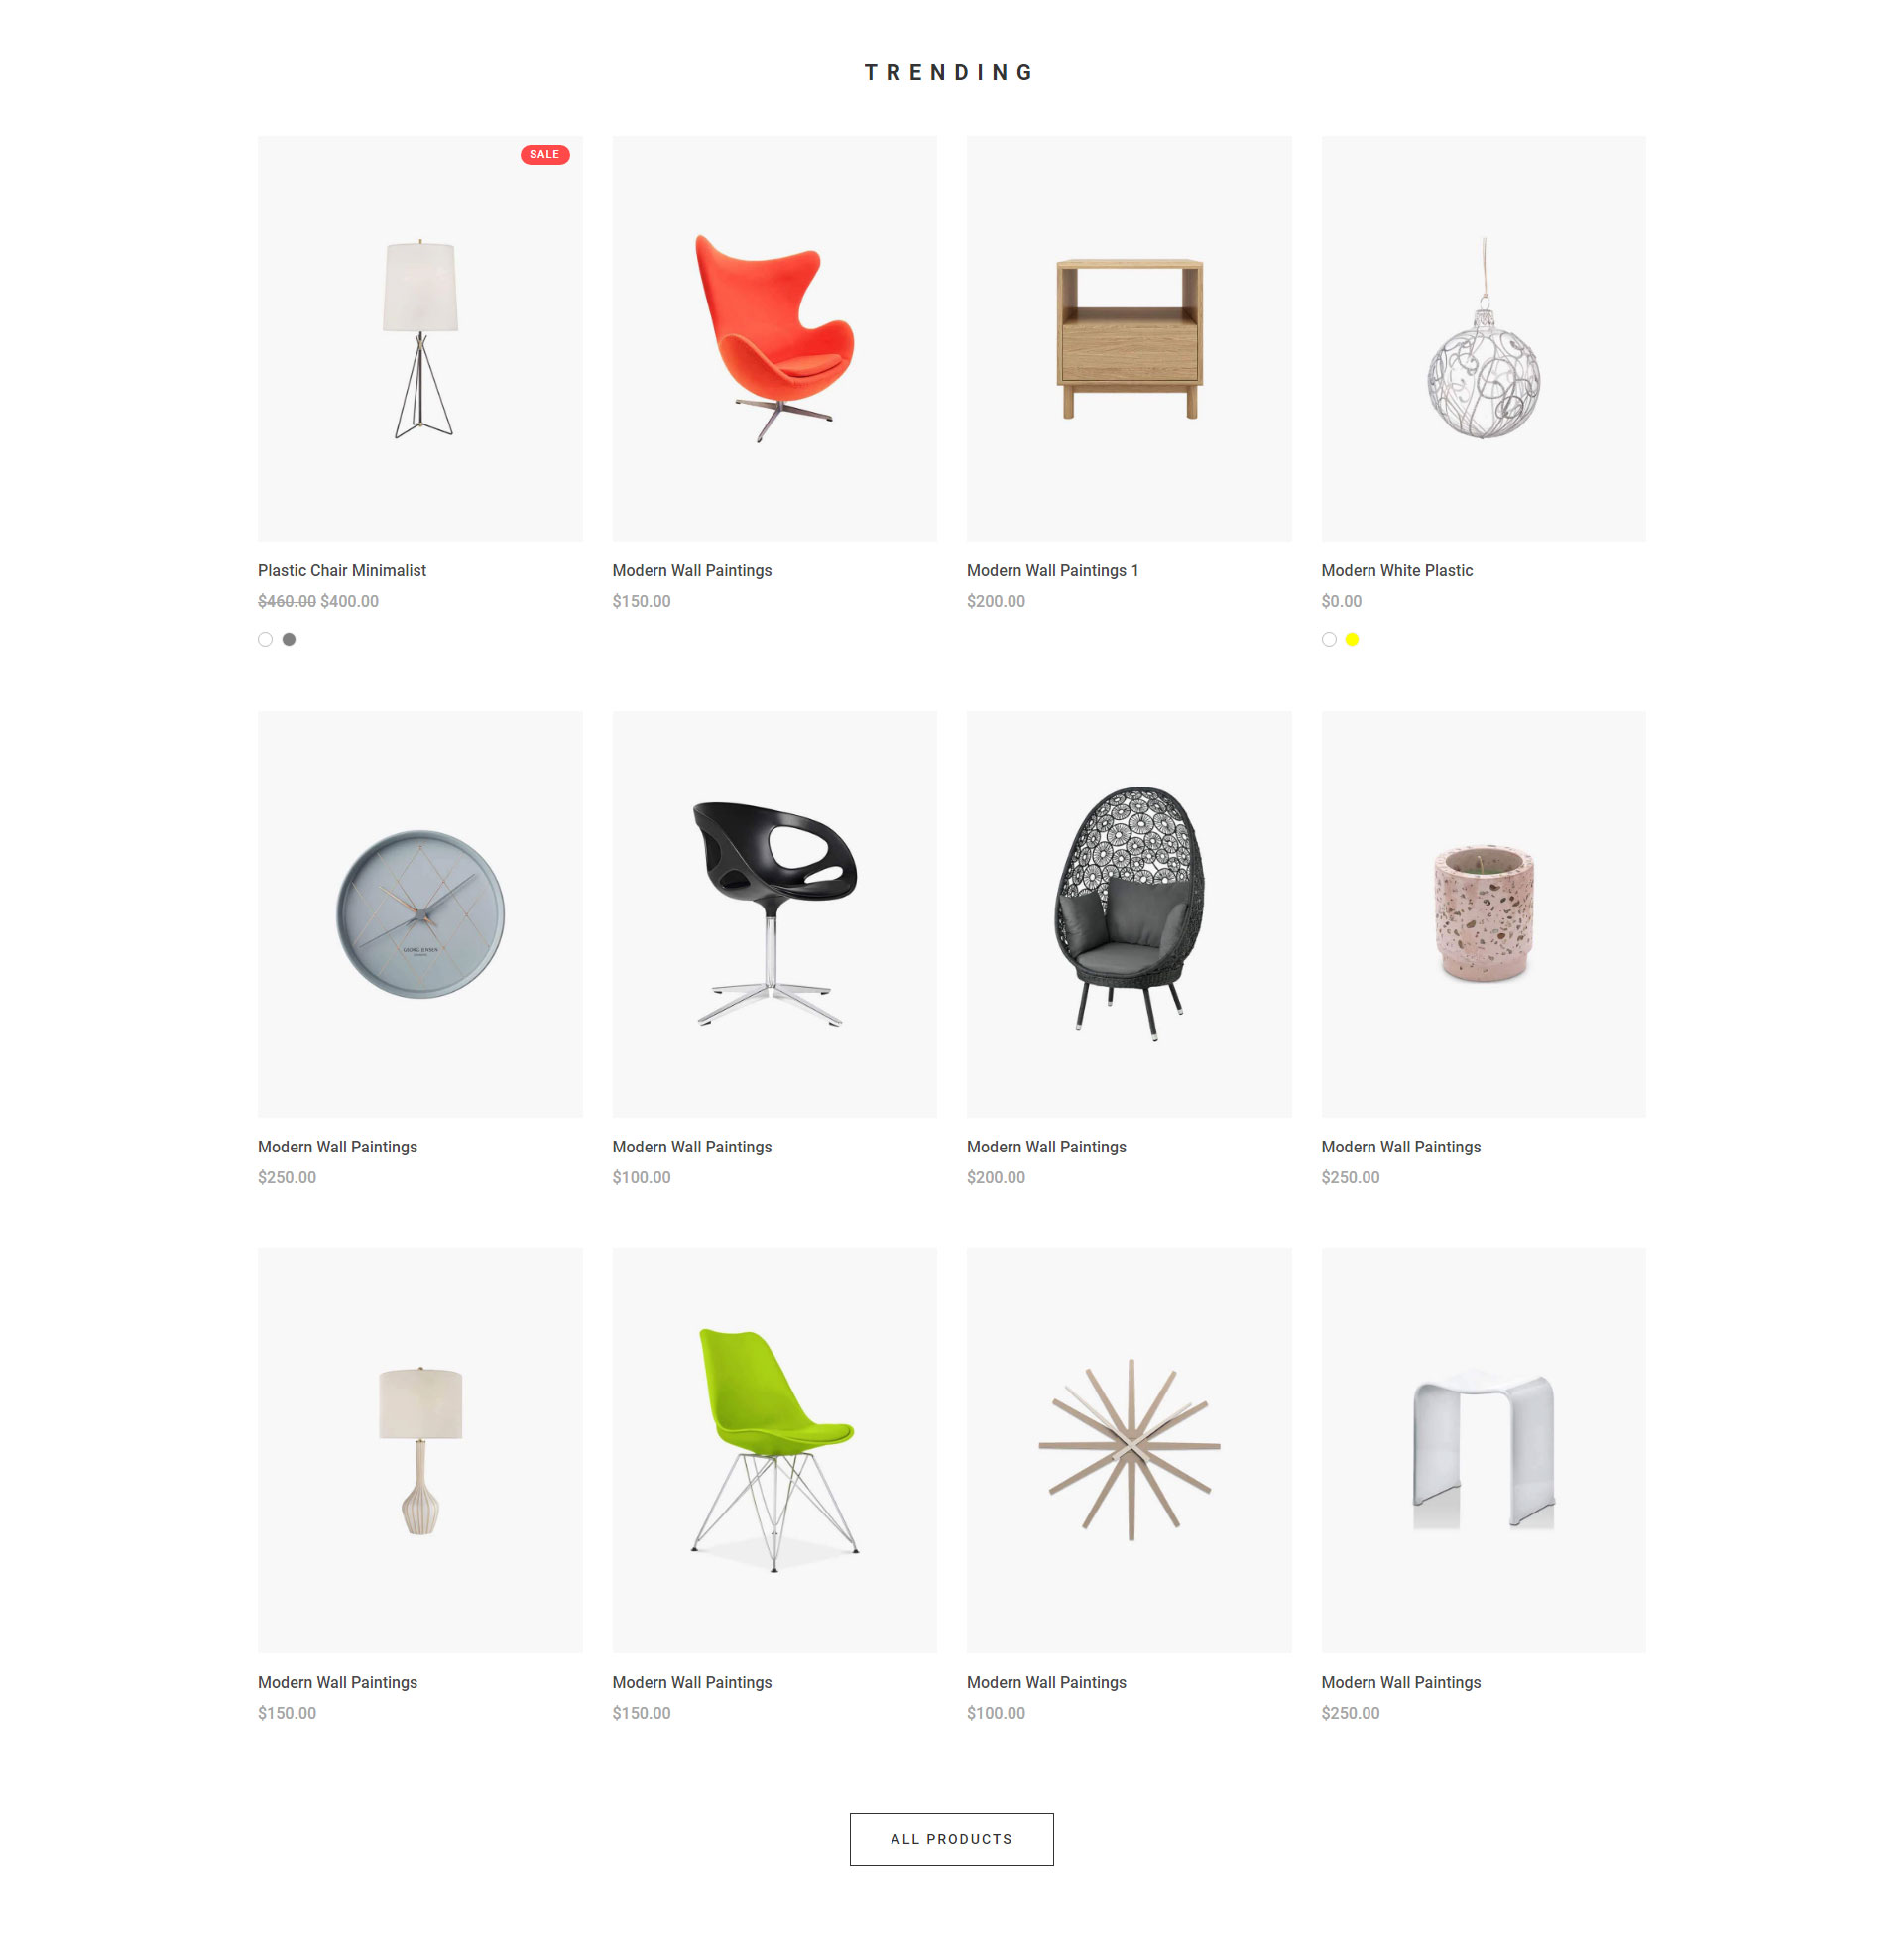 TRENDING
SALE
Plastic Chair Minimalist
$460.00 $400.00
Modern Wall Paintings
$150.00
Modern Wall Paintings 1
$200.00
Modern White Plastic
$0.00
GEORG JENSEN
Modern Wall Paintings
$250.00
Modern Wall Paintings
$100.00
Modern Wall Paintings
$200.00
Modern Wall Paintings
$250.00
Modern Wall Paintings
$150.00
Modern Wall Paintings
$150.00
Modern Wall Paintings
$100.00
Modern Wall Paintings
$250.00
ALL PRODUCTS